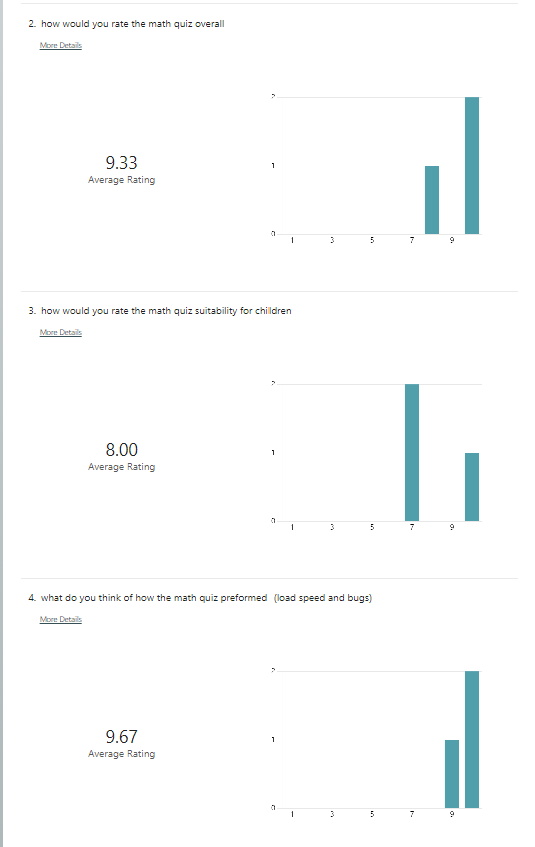 2. how would you rate the math quiz overall
More Details
2
9.33
Average Rating
1
0
1 3 5 7 9
3. how would you rate the math quiz suitability for children
More Details
2
8.00
Average Rating
1
0
1 3 5 7 9
4. what do you think of how the math quiz preformed (load speed and bugs)
More Details
2
9.67
Average Rating
1
0
1 3 5 7 9